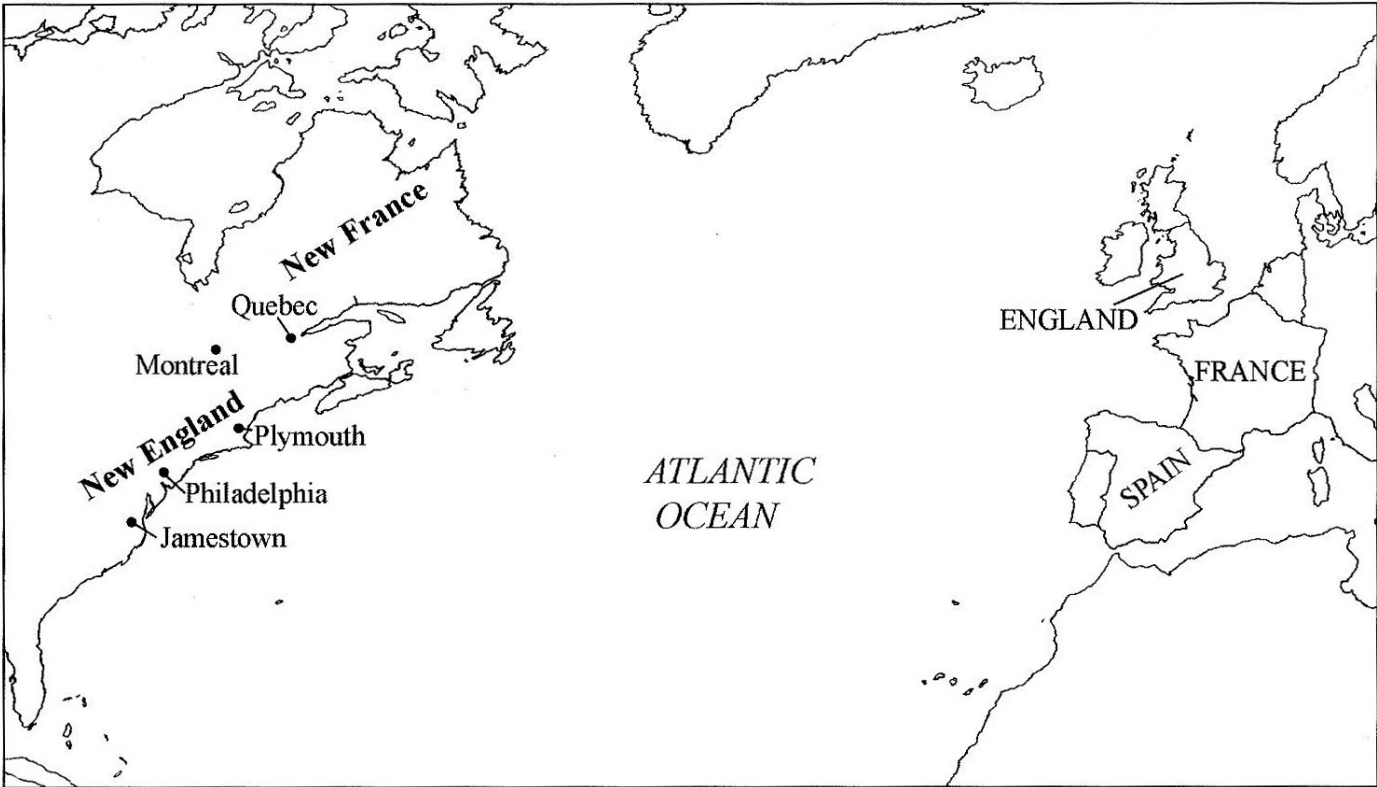 New France
Quebec
ENGLAND
Montreal
FRANCE
New England
Plymouth
ATLANTIC
OCEAN
SPAIN
Philadelphia
Jamestown